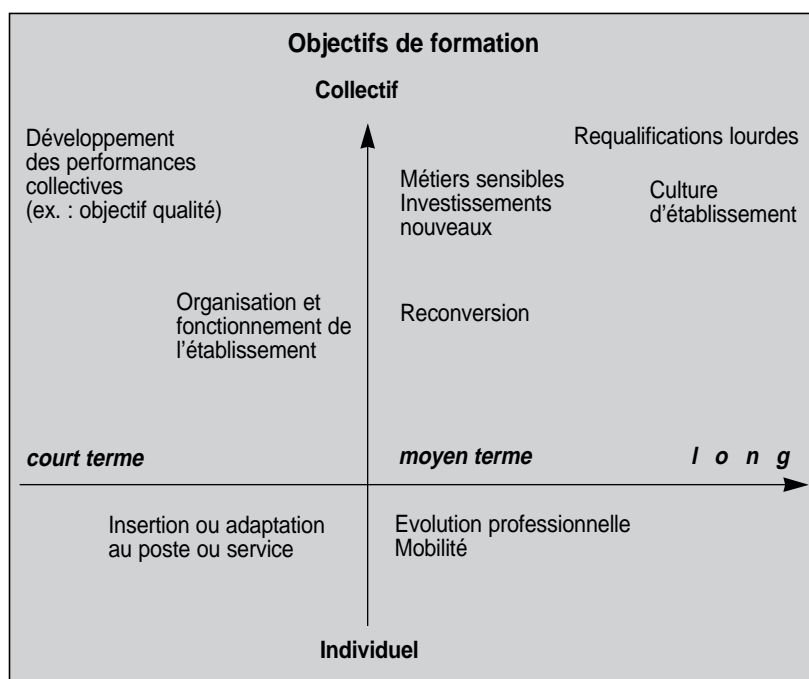 Objectifs de formation
Collectif
Développement
des performances
collectives
(ex. : objectif qualité)
Requalifications lourdes
Métiers sensibles
Investissements
nouveaux
Culture
d'établissement
Organisation et
fonctionnement de
l'établissement
Reconversion
court terme
moyen terme
l o n g
Insertion ou adaptation
au poste ou service
Evolution professionnelle
Mobilité
Individuel